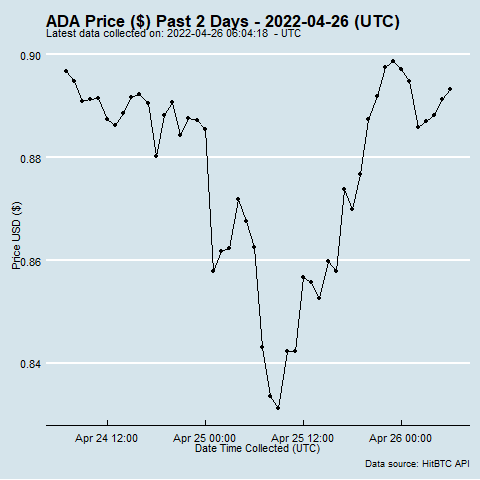 ADA Price ($) Past 2 Days - 2022-04-26 (UTC)
Latest data collected on: 2022-04-26 06:04:18 - UTC
0.90
0.88
0.86
0.84
Price USD ($)
Apr 24 12:00 Apr 25 00:00 Apr 25 12:00 Apr 26 00:00
Date Time Collected (UTC)
Data source: HitBTC API